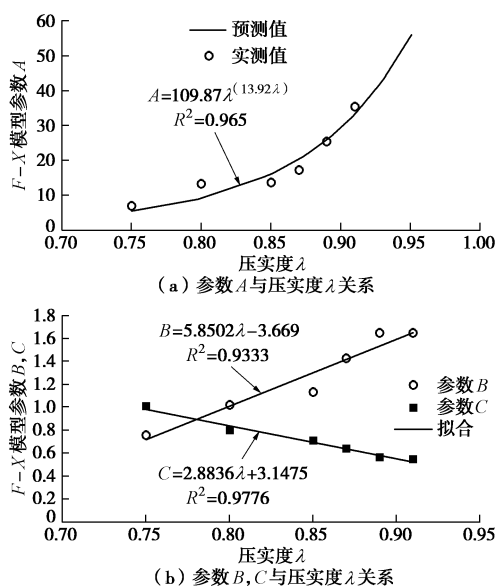 60
50
40
30
20
10
0
F-X模型参数A
预测值
实测值
A=109.87λ(13.92λ)
R²=0.965
0.70 0.75 0.80 0.85 0.90 0.95 1.00
压实度λ
(a) 参数A与压实度λ关系
1.8
1.6
1.4
1.2
1.0
0.8
0.6
0.4
0.2
0
F-X模型参数B,C
B=5.8502λ-3.669
R²=0.9333
参数B
参数C
拟合
C=2.8836λ+3.1475
R²=0.9776
0.70 0.75 0.80 0.85 0.90 0.95
压实度λ
(b) 参数B,C与压实度λ关系